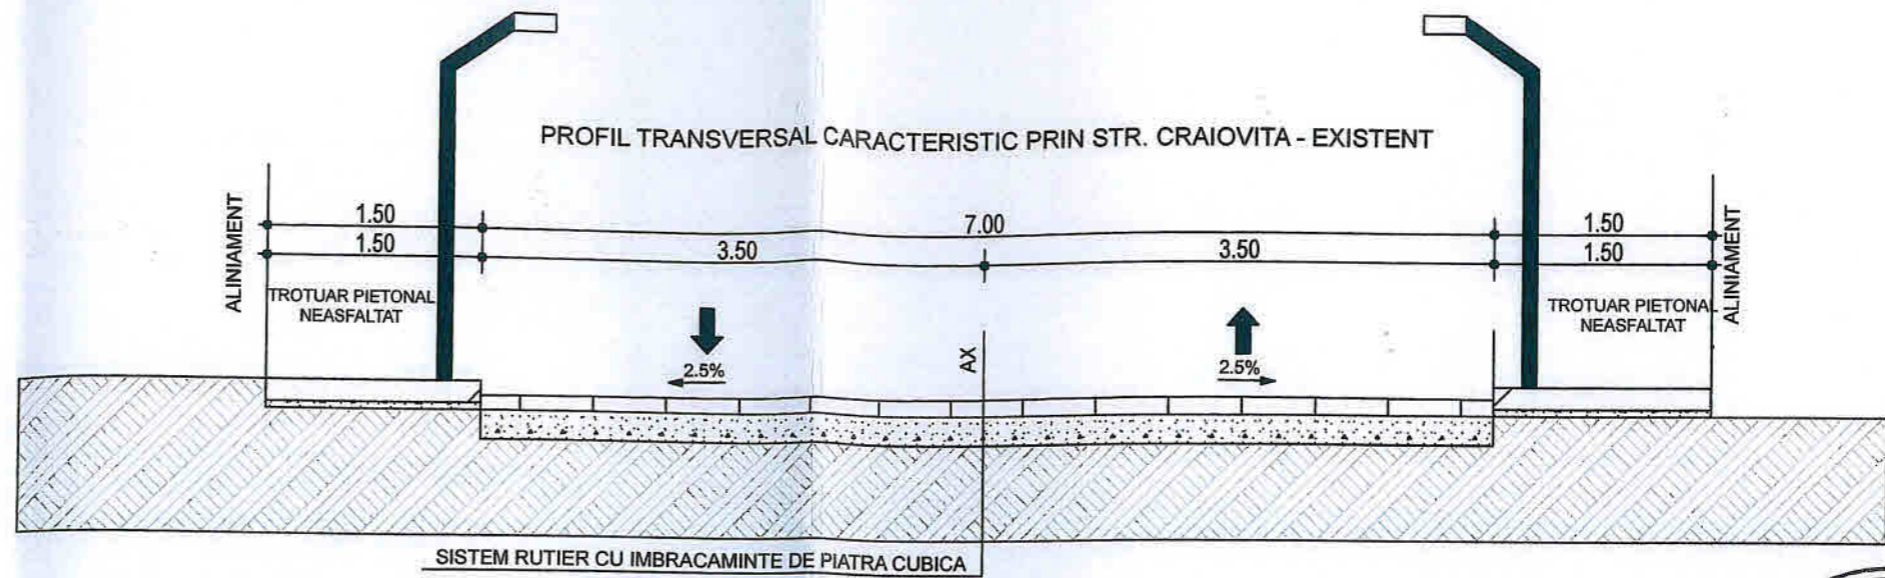 PROFIL TRANSVERSAL CARACTERISTIC PRIN STR. CRAIOVITA - EXISTENT
ALINIAMENT
1.50
7.00
1.50
ALINIAMENT
1.50
3.50
3.50
1.50
TROTUAR PIETONAL
NEASFALTAT
TROTUAR PIETONAL
NEASFALTAT
AX
2.5%
2.5%
SISTEM RUTIER CU IMBRACAMINTE DE PIATRA CUBICA